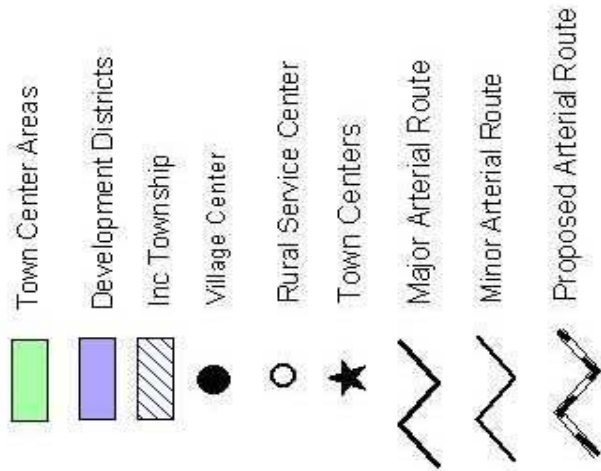 Town Center Areas
Development Districts
Inc Township
Village Center
Rural Service Center
Town Centers
Major Arterial Route
Minor Arterial Route
Proposed Arterial Route